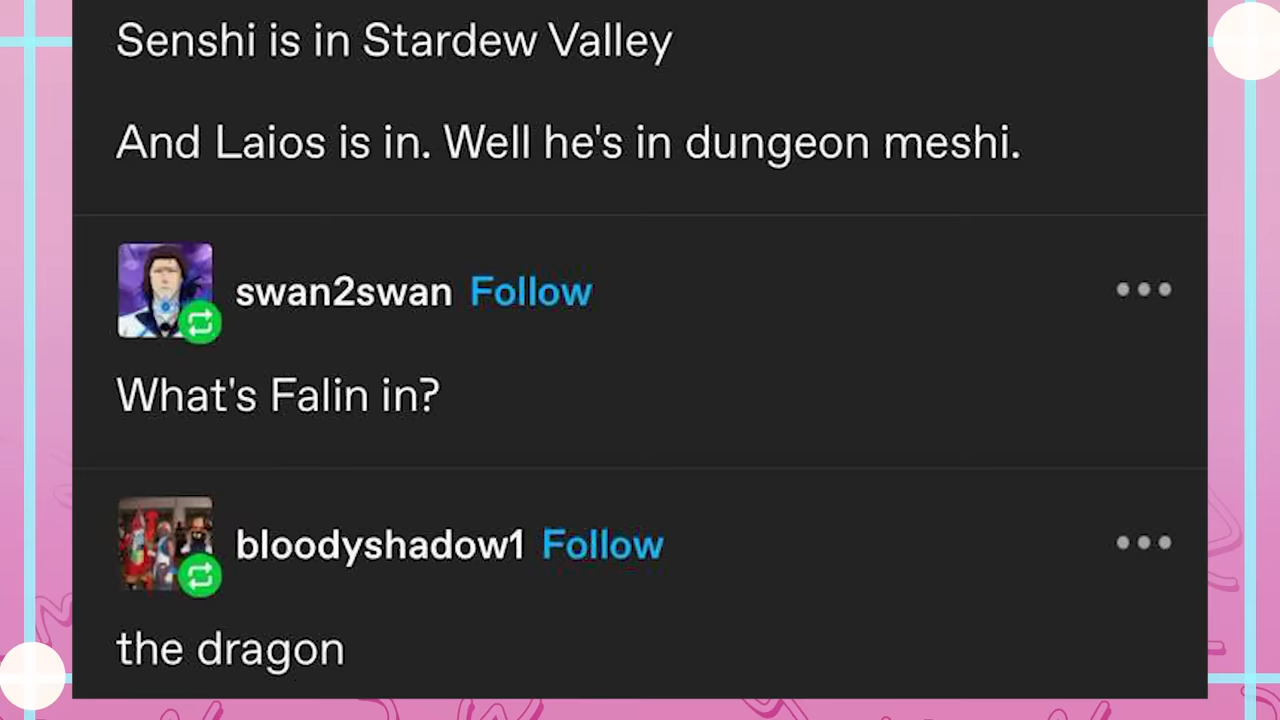 Senshi is in Stardew Valley
And Laios is in. Well he's in dungeon meshi.
swan2swan Follow
What's Falin in?
bloodyshadow1 Follow
the dragon